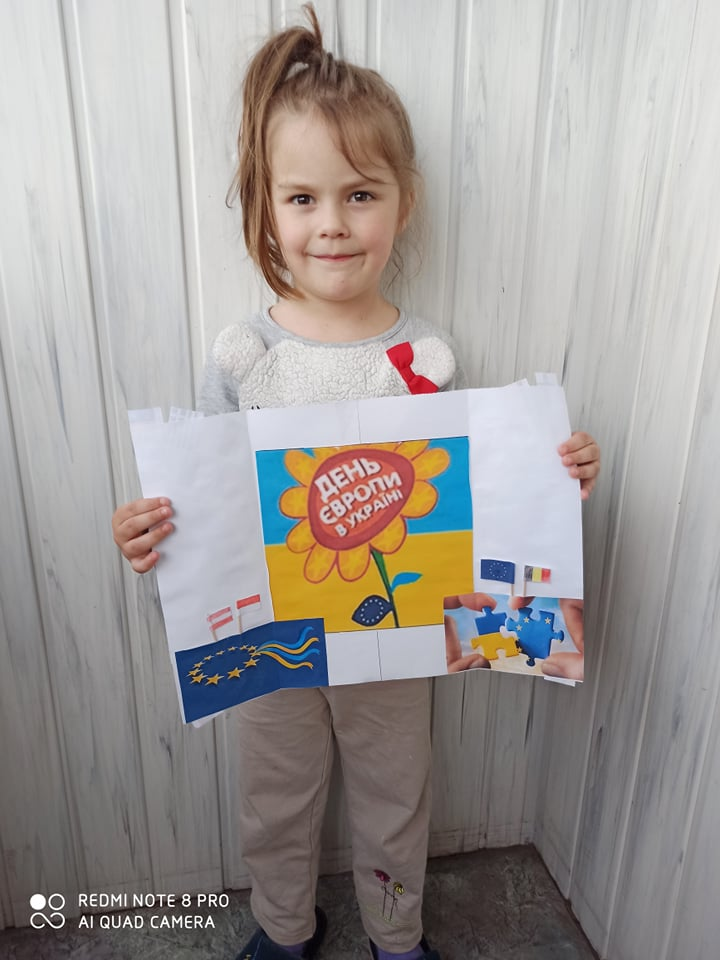 ДЕНЬ
ЄВРОПИ
В УКРАЇНІ
REDMI NOTE 8 PRO
AI QUAD CAMERA